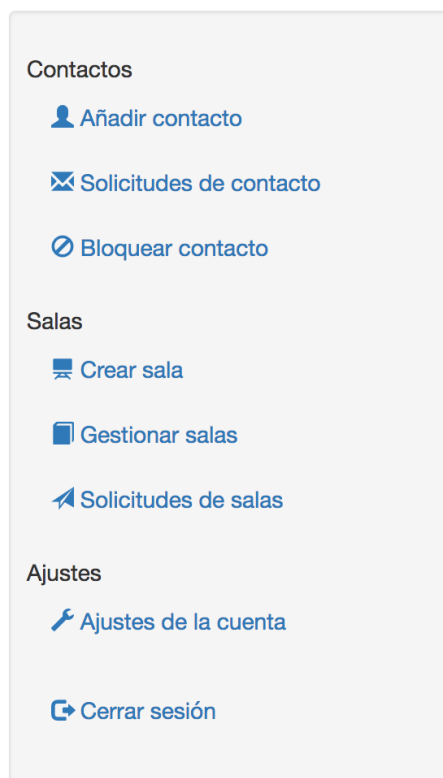 Contactos
Añadir contacto
Solicitudes de contacto
Bloquear contacto
Salas
Crear sala
Gestionar salas
Solicitudes de salas
Ajustes
Ajustes de la cuenta
Cerrar sesión